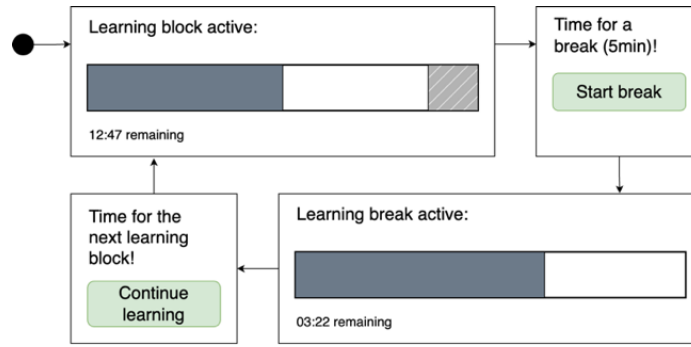 Learning block active:
12:47 remaining
Time for a
break (5min)!
Start break
Time for the
next learning
block!
Continue
learning
Learning break active:
03:22 remaining